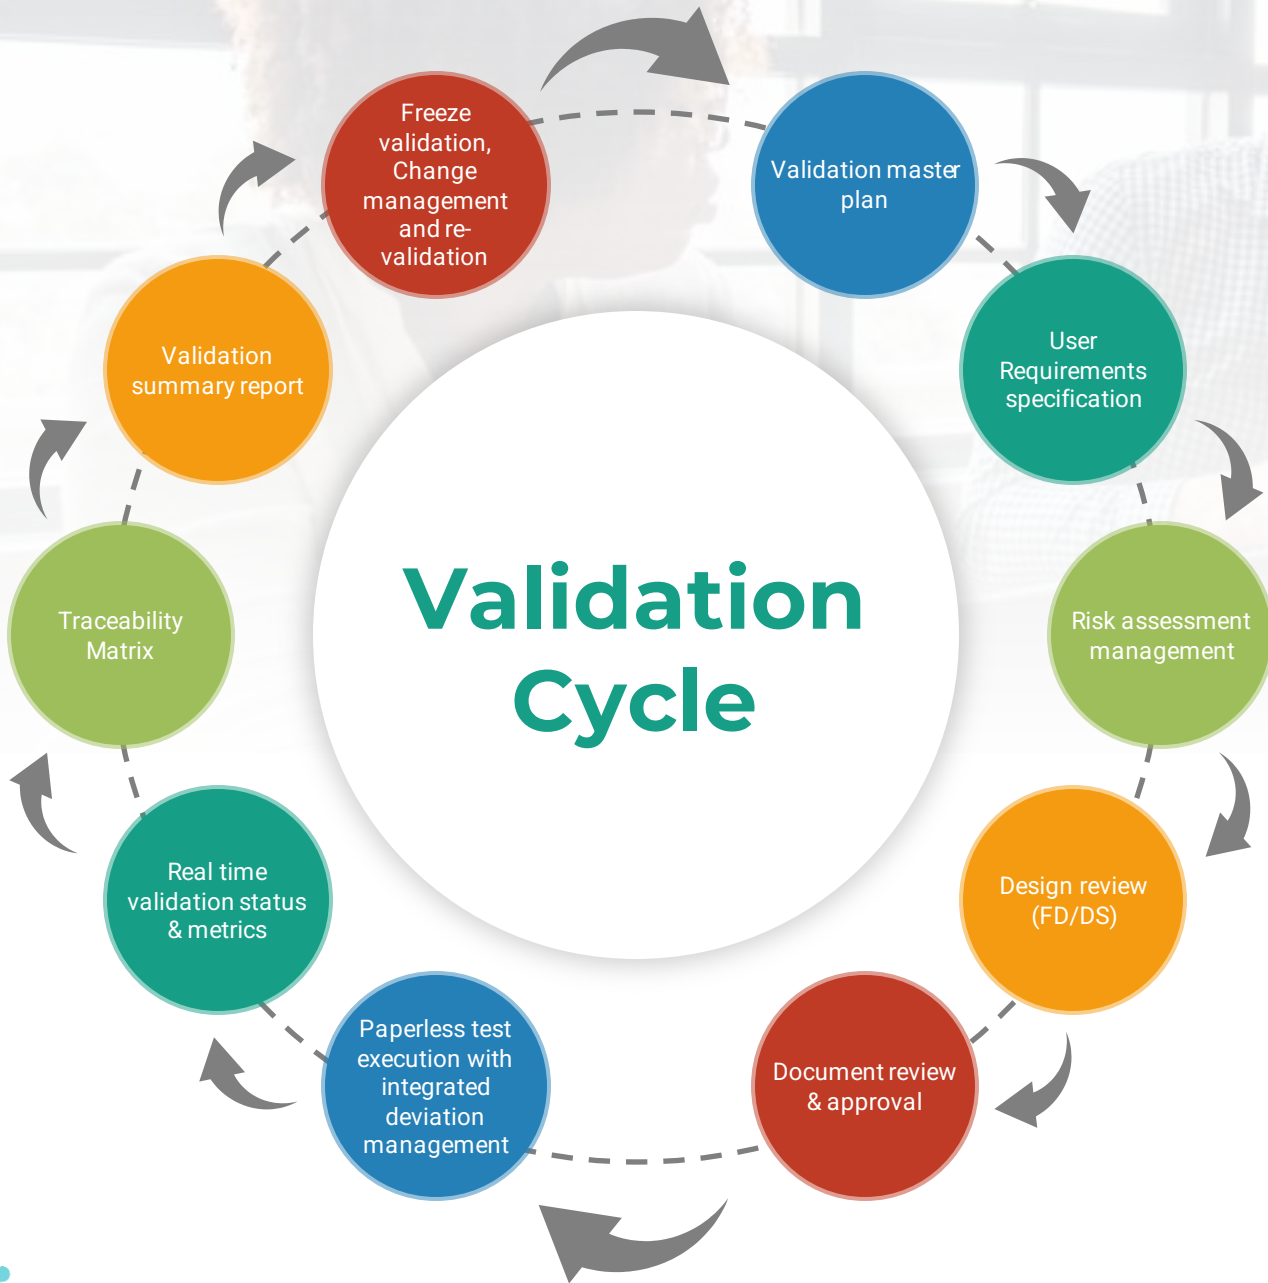 Freeze
validation,
Change
management
and re-
validation
Validation master
plan
User
Requirements
specification
Risk assessment
management
Design review
(FD/DS)
Document review
& approval
Paperless test
execution with
integrated
deviation
management
Real time
validation status
& metrics
Traceability
Matrix
Validation
summary report
Validation
Cycle